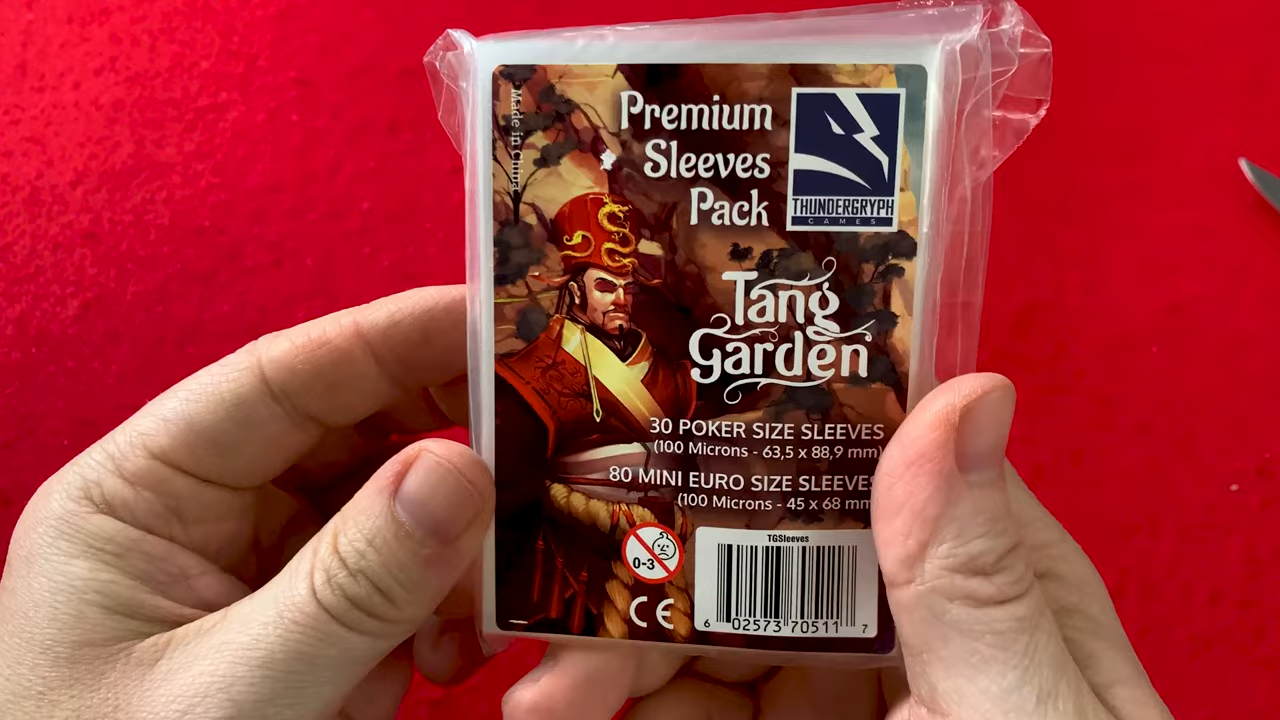 Made in China
Premium
Sleeves
Pack
THUNDERGRYPH
GAMES
Tang
Garden
30 POKER SIZE SLEEVES
(100 Microns - 63,5 x 88,9 mm)
80 MINI EURO SIZE SLEEVES
(100 Microns - 45 x 68 mm
0-3
CE
TGSleeves
6 02573 70511 7